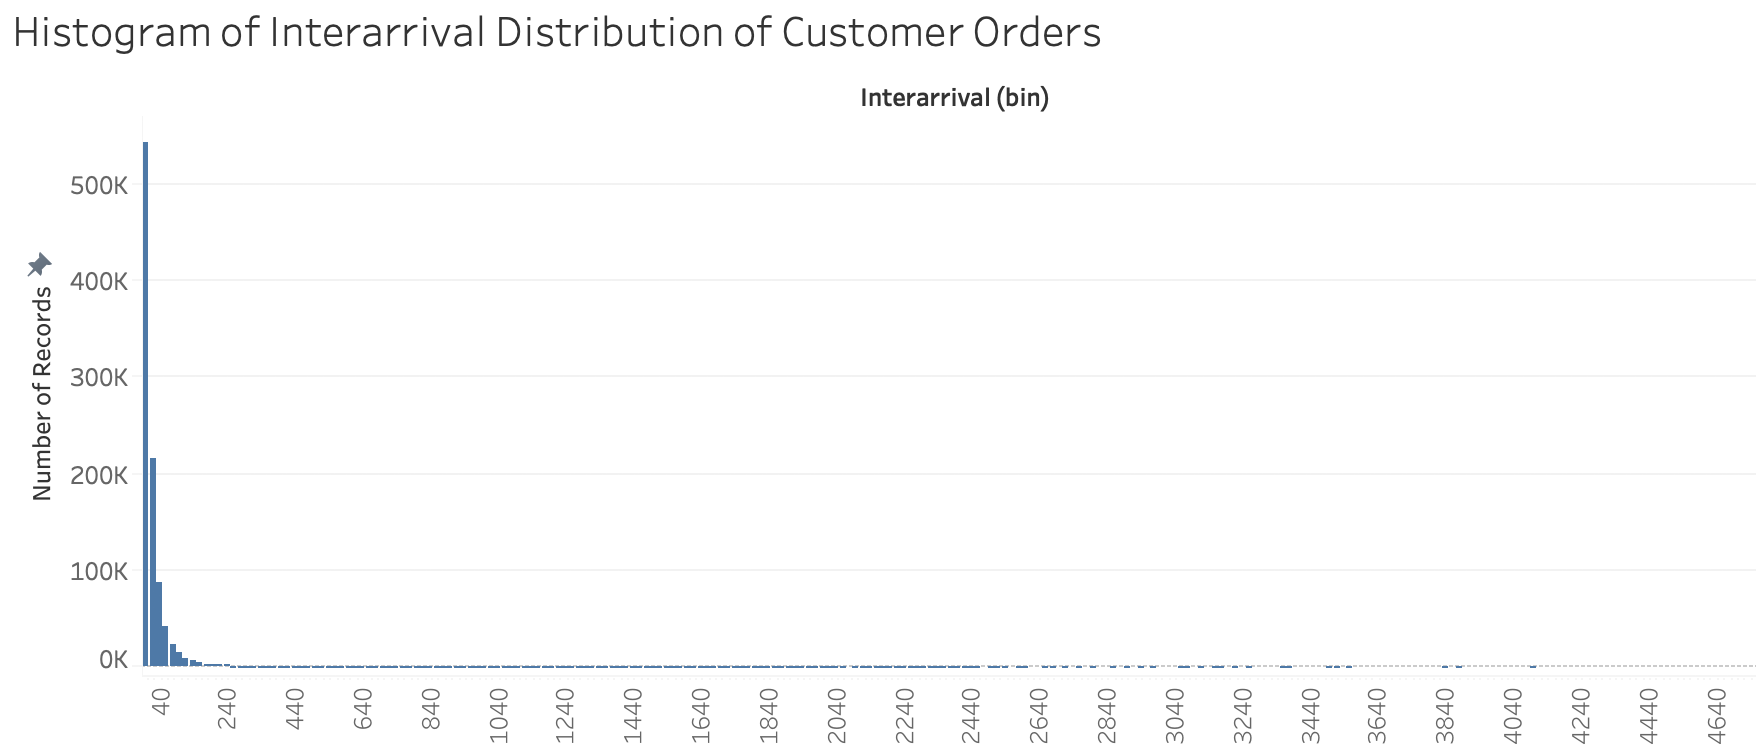 Histogram of Interarrival Distribution of Customer Orders
Interarrival (bin)
Number of Records
500K
400K
300K
200K
100K
0K
40
240
440
640
840
1040
1240
1440
1640
1840
2040
2240
2440
2640
2840
3040
3240
3440
3640
3840
4040
4240
4440
4640